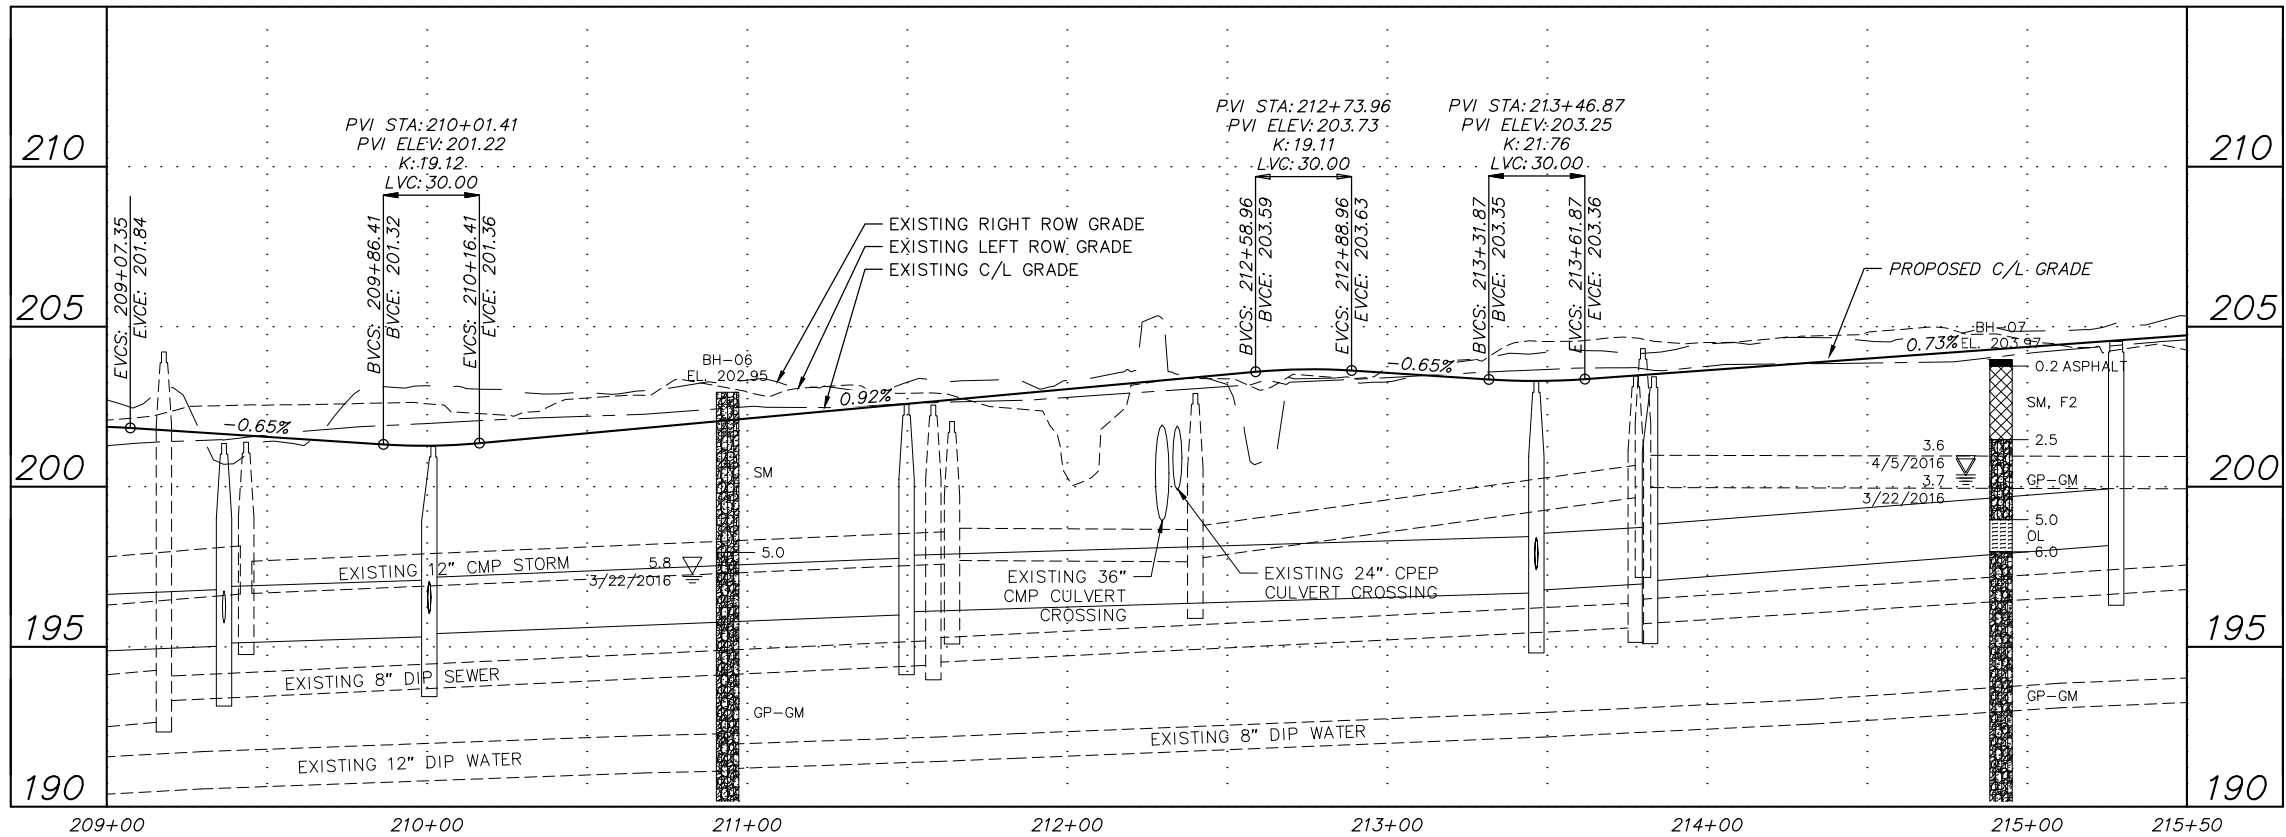 PVI STA: 212+73.96
PVI ELEV: 203.73
K: 19.11
LVC: 30.00
PVI STA: 213+46.87
PVI ELEV: 203.25
K: 21.76
LVC: 30.00
PVI STA: 210+01.41
PVI ELEV: 201.22
K: 19.12
LVC: 30.00
210
210
EVCS: 209+07.35
EVCE: 201.84
BVCS: 209+86.41
BVCE: 201.32
EVCS: 210+16.41
EVCE: 201.36
BVCS: 212+58.96
BVCE: 203.59
EVCS: 212+88.96
EVCE: 203.63
BVCS: 213+31.87
BVCE: 203.35
EVCS: 213+61.87
EVCE: 203.36
EXISTING RIGHT ROW GRADE
EXISTING LEFT ROW GRADE
EXISTING C/L GRADE
PROPOSED C/L GRADE
205
205
BH-07
EL. 203.97
0.73%
BH-06
EL. 202.95
-0.65%
0.2 ASPHALT
0.92%
-0.65%
SM, F2
2.5
3.6
4/5/2016
3.7
3/22/2016
GP-GM
SM
200
200
5.0
OL
6.0
5.0
5.8
3/22/2016
EXISTING 12" CMP STORM
EXISTING 36"
CMP CULVERT
CROSSING
EXISTING 24" CPEP
CULVERT CROSSING
195
195
EXISTING 8" DIP SEWER
GP-GM
GP-GM
EXISTING 8" DIP WATER
EXISTING 12" DIP WATER
190
190
209+00
210+00
211+00
212+00
213+00
214+00
215+00
215+50